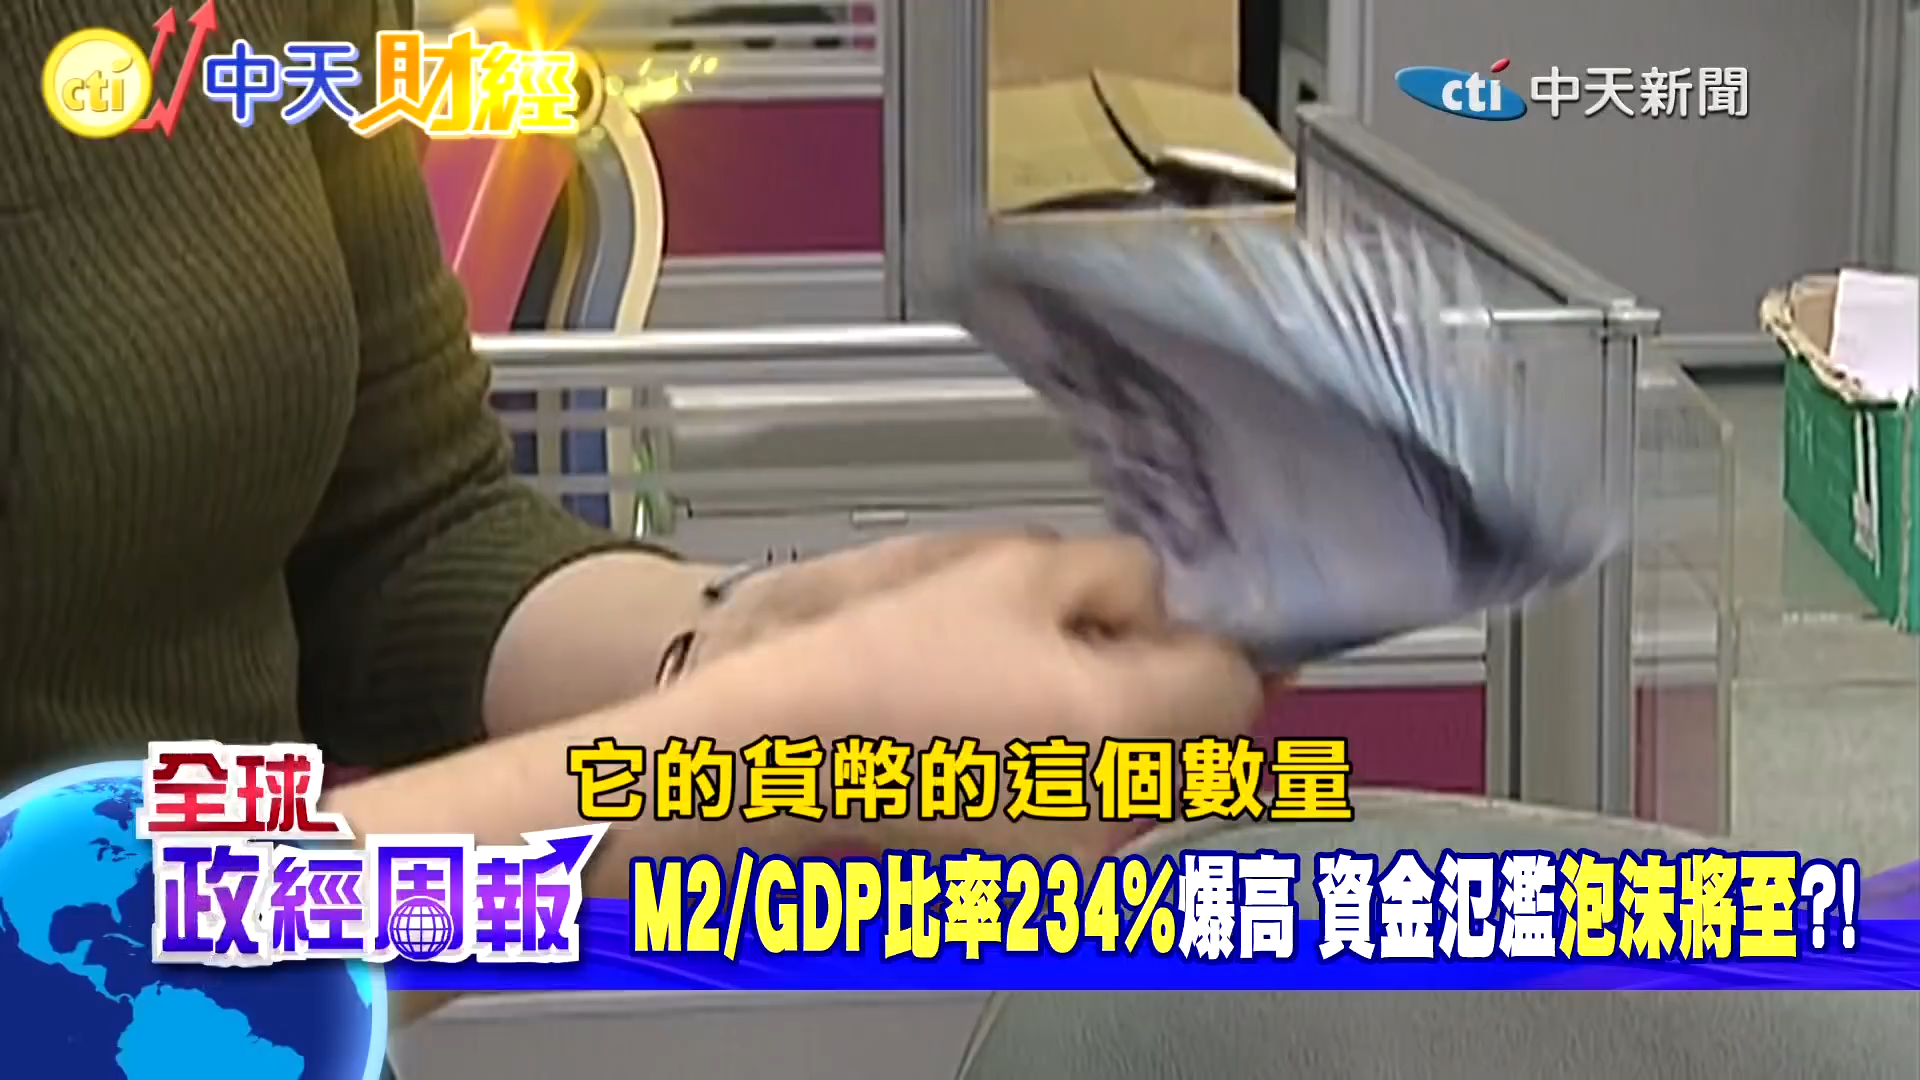 cti 中天財經
cti 中天新聞
它的貨幣的這個數量
全球
政經周報
M2/GDP比率234%爆高 資金氾濫泡沫將至?!